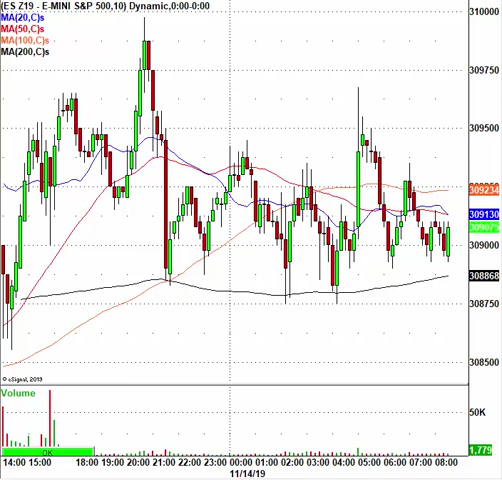 (ES Z19 - E-MINI S&P 500,10) Dynamic,0:00-0:00
MA(20,C)s
MA(50,C)s
MA(100,C)s
MA(200,C)s
310000
309750
309500
309234
309130
309075
309000
308868
308750
308500
© eSignal, 2019
Volume
50K
1,779
OK
14:00 15:00 18:00 19:00 20:00 21:00 22:00 23:00 00:00 01:00 02:00 03:00 04:00 05:00 06:00 07:00 08:00
11/14/19